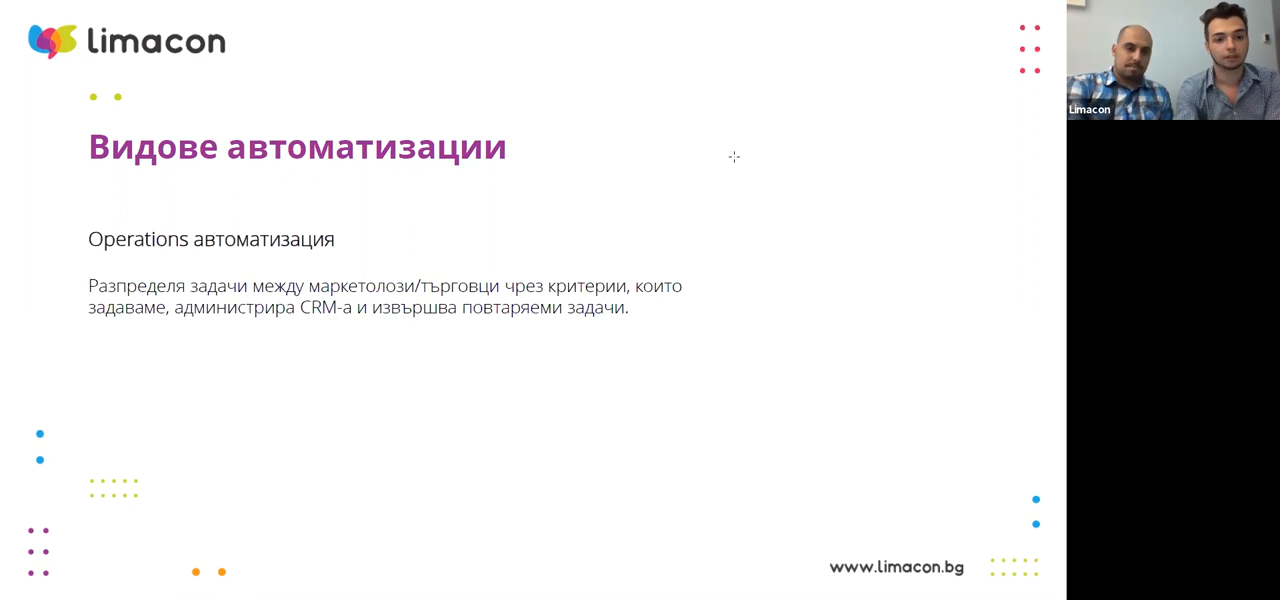 limacon
Limacon
Видове автоматизации
Operations автоматизация
Разпределя задачи между маркетолози/търговци чрез критерии, които
задаваме, администрира CRM-а и извършва повтаряеми задачи.
www.limacon.bg